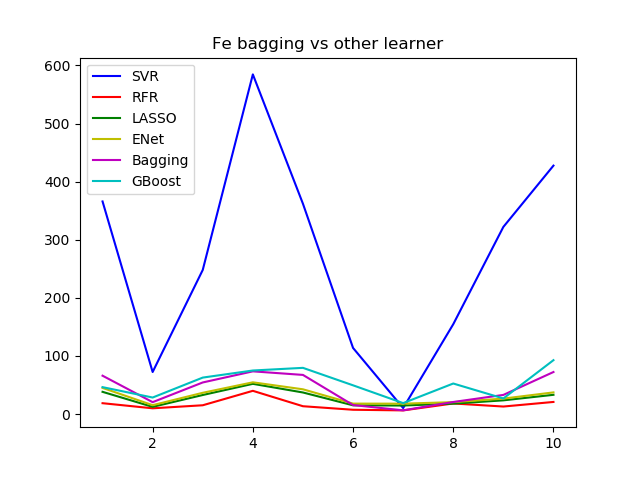 Fe bagging vs other learner
SVR
RFR
LASSO
ENet
Bagging
GBoost
600
500
400
300
200
100
0
2 4 6 8 10